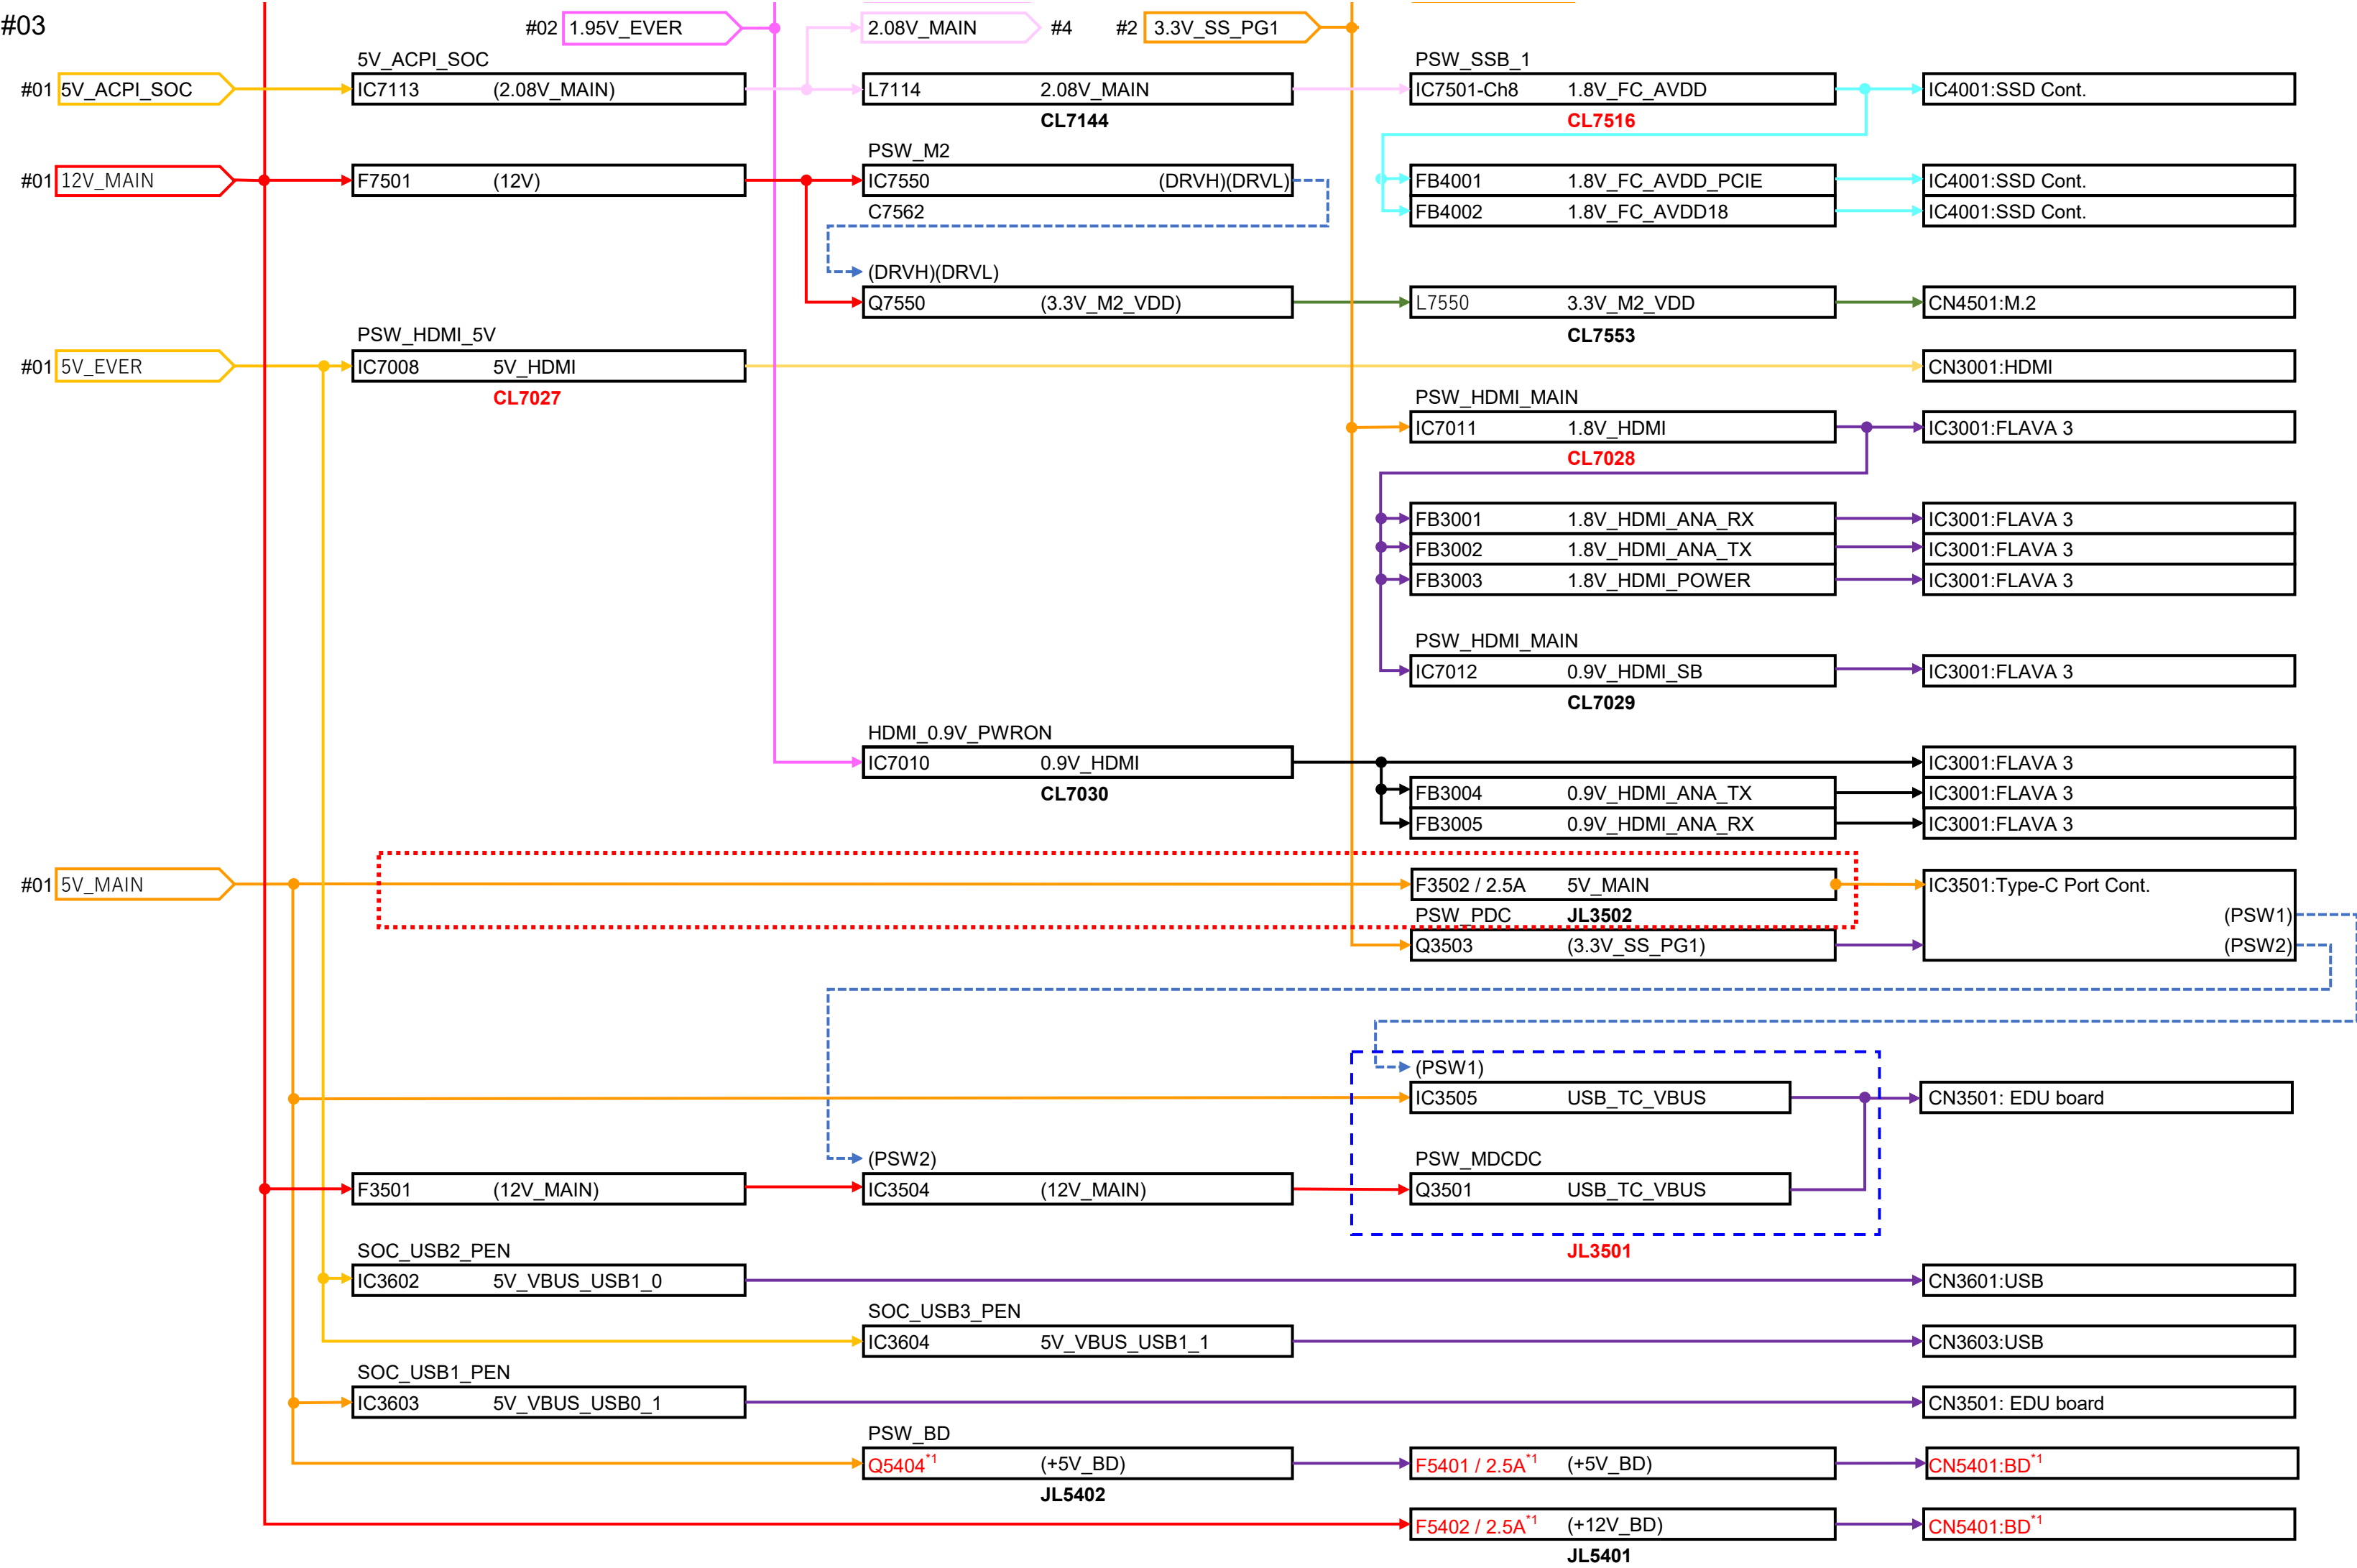 #03
#02 1.95V_EVER
2.08V_MAIN #4
#2 3.3V_SS_PG1
5V_ACPI_SOC
PSW_SSB_1
#01 5V_ACPI_SOC
IC7113 (2.08V_MAIN)
L7114 2.08V_MAIN
IC7501-Ch8 1.8V_FC_AVDD
IC4001:SSD Cont.
CL7144
CL7516
PSW_M2
#01 12V_MAIN
F7501 (12V)
IC7550 (DRVH)(DRVL)
FB4001 1.8V_FC_AVDD_PCIE
IC4001:SSD Cont.
C7562
FB4002 1.8V_FC_AVDD18
IC4001:SSD Cont.
(DRVH)(DRVL)
Q7550 (3.3V_M2_VDD)
L7550 3.3V_M2_VDD
CN4501:M.2
PSW_HDMI_5V
CL7553
#01 5V_EVER
IC7008 5V_HDMI
CN3001:HDMI
CL7027
PSW_HDMI_MAIN
IC7011 1.8V_HDMI
IC3001:FLAVA 3
CL7028
FB3001 1.8V_HDMI_ANA_RX
IC3001:FLAVA 3
FB3002 1.8V_HDMI_ANA_TX
IC3001:FLAVA 3
FB3003 1.8V_HDMI_POWER
IC3001:FLAVA 3
PSW_HDMI_MAIN
IC7012 0.9V_HDMI_SB
IC3001:FLAVA 3
CL7029
HDMI_0.9V_PWRON
IC7010 0.9V_HDMI
IC3001:FLAVA 3
CL7030
FB3004 0.9V_HDMI_ANA_TX
IC3001:FLAVA 3
FB3005 0.9V_HDMI_ANA_RX
IC3001:FLAVA 3
#01 5V_MAIN
F3502 / 2.5A 5V_MAIN
IC3501:Type-C Port Cont.
PSW_PDC JL3502
(PSW1)
Q3503 (3.3V_SS_PG1)
(PSW2)
(PSW1)
IC3505 USB_TC_VBUS
CN3501: EDU board
(PSW2)
PSW_MDCDC
F3501 (12V_MAIN)
IC3504 (12V_MAIN)
Q3501 USB_TC_VBUS
SOC_USB2_PEN
JL3501
IC3602 5V_VBUS_USB1_0
CN3601:USB
SOC_USB3_PEN
IC3604 5V_VBUS_USB1_1
CN3603:USB
SOC_USB1_PEN
IC3603 5V_VBUS_USB0_1
CN3501: EDU board
PSW_BD
Q5404*1 (+5V_BD)
F5401 / 2.5A*1 (+5V_BD)
CN5401:BD*1
JL5402
F5402 / 2.5A*1 (+12V_BD)
CN5401:BD*1
JL5401